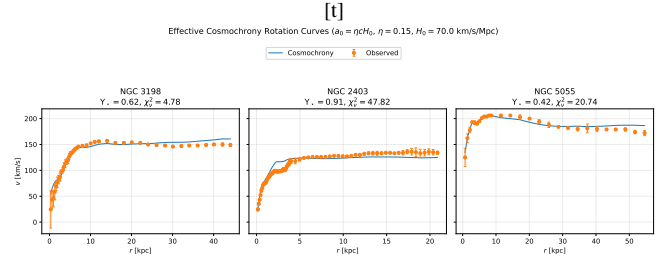 [t]
Effective Cosmochrony Rotation Curves (a₀ = ηcH₀, η = 0.15, H₀ = 70.0 km/s/Mpc)
Cosmochrony Observed
NGC 3198
Υ⋆ = 0.62, χ²ᵥ = 4.78
NGC 2403
Υ⋆ = 0.91, χ²ᵥ = 47.82
NGC 5055
Υ⋆ = 0.42, χ²ᵥ = 20.74
v [km/s]
200
150
100
50
0
0 10 20 30 40
r [kpc]
0 5 10 15 20
r [kpc]
0 10 20 30 40 50
r [kpc]